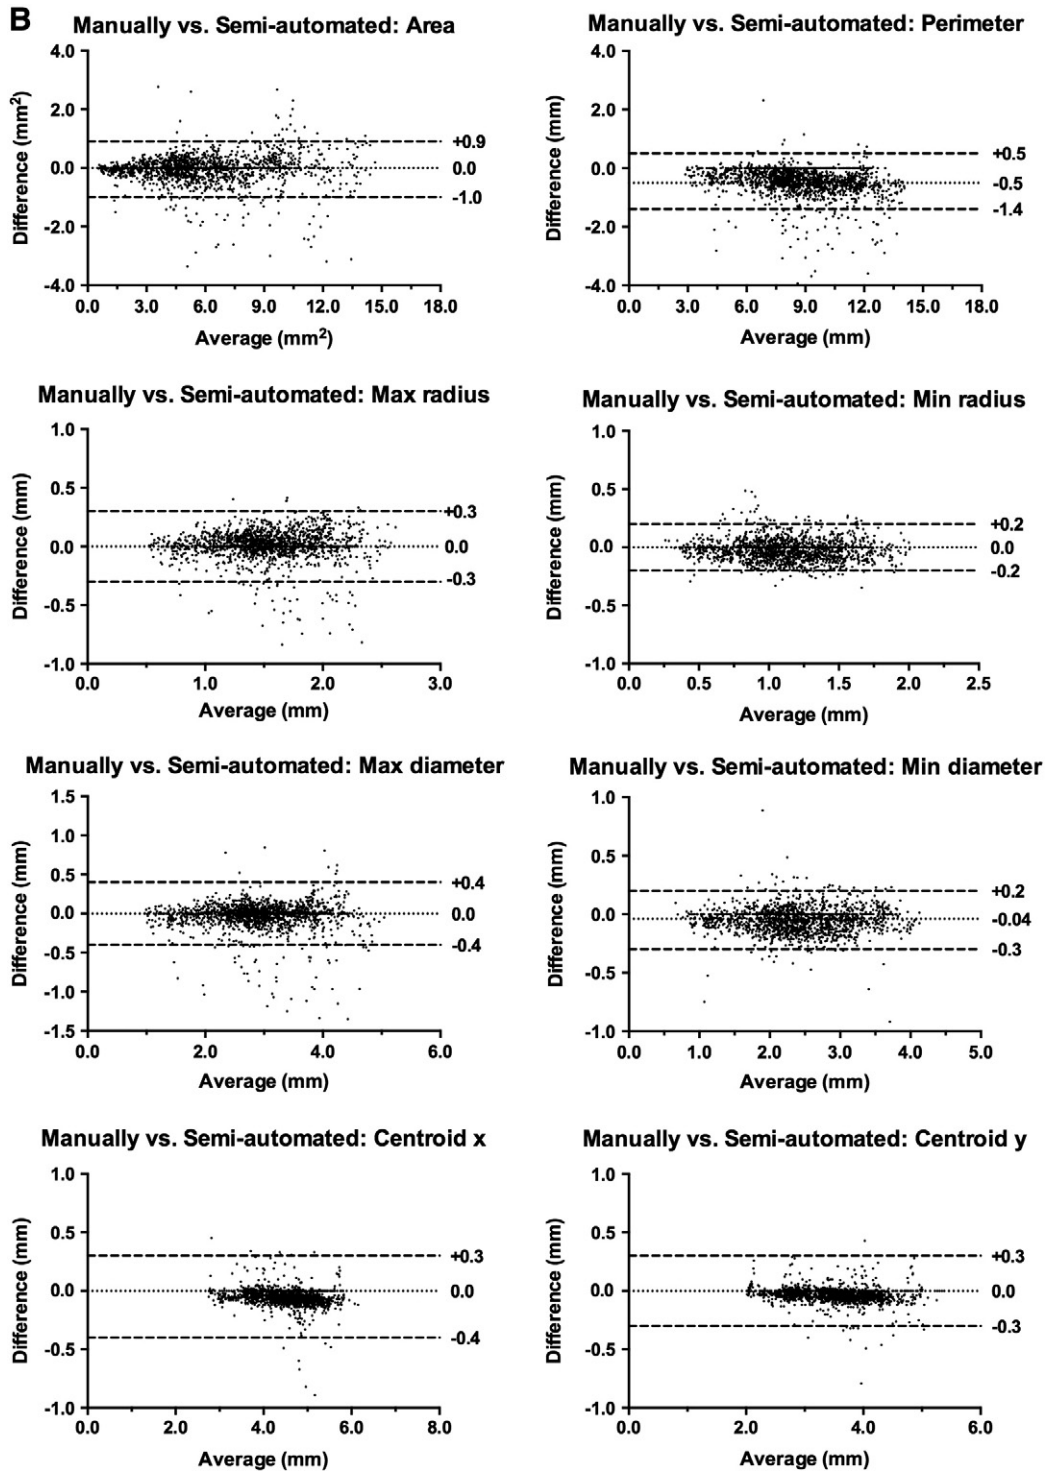 B
Manually vs. Semi-automated: Area
4.0
2.0
0.0
-2.0
-4.0
Difference (mm²)
+0.9
0.0
-1.0
0.0 3.0 6.0 9.0 12.0 15.0 18.0
Average (mm²)
Manually vs. Semi-automated: Perimeter
4.0
2.0
0.0
-2.0
-4.0
Difference (mm)
+0.5
-0.5
-1.4
0.0 3.0 6.0 9.0 12.0 15.0 18.0
Average (mm)
Manually vs. Semi-automated: Max radius
1.0
0.5
0.0
-0.5
-1.0
Difference (mm)
+0.3
0.0
-0.3
0.0 1.0 2.0 3.0
Average (mm)
Manually vs. Semi-automated: Min radius
1.0
0.5
0.0
-0.5
-1.0
Difference (mm)
+0.2
0.0
-0.2
0.0 0.5 1.0 1.5 2.0 2.5
Average (mm)
Manually vs. Semi-automated: Max diameter
1.5
1.0
0.5
0.0
-0.5
-1.0
-1.5
Difference (mm)
+0.4
0.0
-0.4
0.0 2.0 4.0 6.0
Average (mm)
Manually vs. Semi-automated: Min diameter
1.0
0.5
0.0
-0.5
-1.0
Difference (mm)
+0.2
-0.04
-0.3
0.0 1.0 2.0 3.0 4.0 5.0
Average (mm)
Manually vs. Semi-automated: Centroid x
1.0
0.5
0.0
-0.5
-1.0
Difference (mm)
+0.3
0.0
-0.4
0.0 2.0 4.0 6.0 8.0
Average (mm)
Manually vs. Semi-automated: Centroid y
1.0
0.5
0.0
-0.5
-1.0
Difference (mm)
+0.3
0.0
-0.3
0.0 2.0 4.0 6.0
Average (mm)